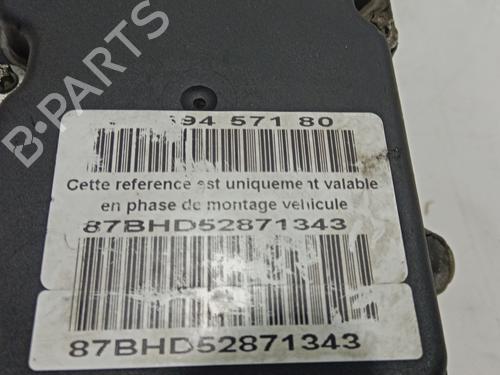 94 571 80
Cette reference est uniquement valable
en phase de montage vehicule
87BHD52871343
87BHD52871343
B-PARTS